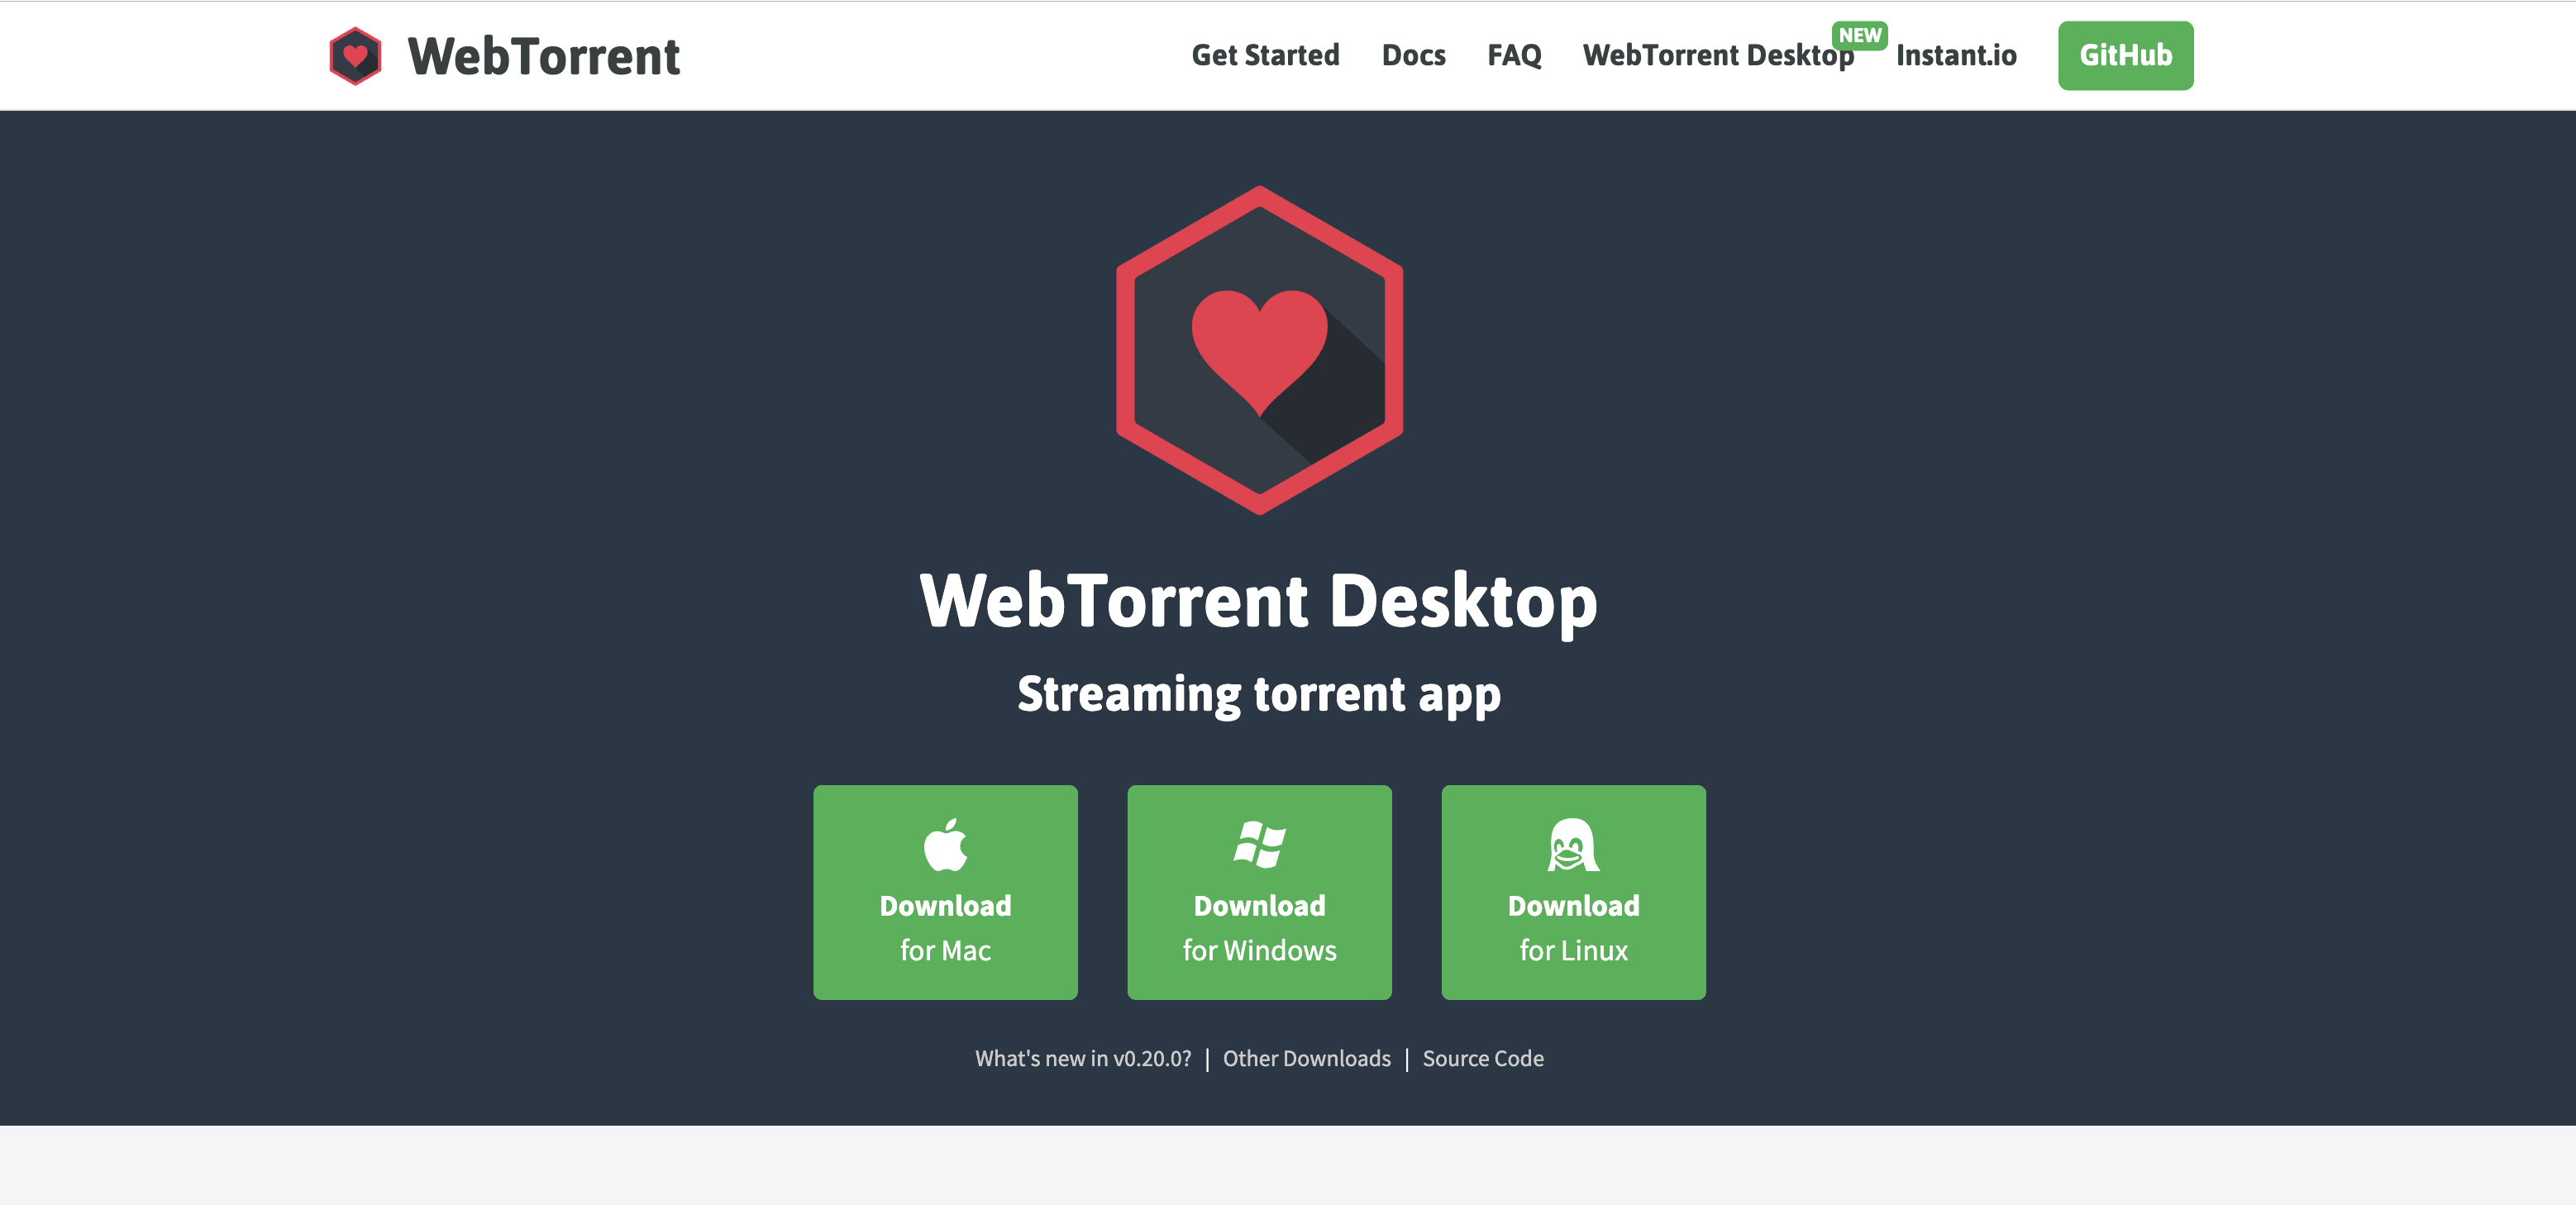 WebTorrent
Get Started
Docs
FAQ
WebTorrent Desktop
NEW
Instant.io
GitHub
WebTorrent Desktop
Streaming torrent app
Download
for Mac
Download
for Windows
Download
for Linux
What's new in v0.20.0? | Other Downloads | Source Code